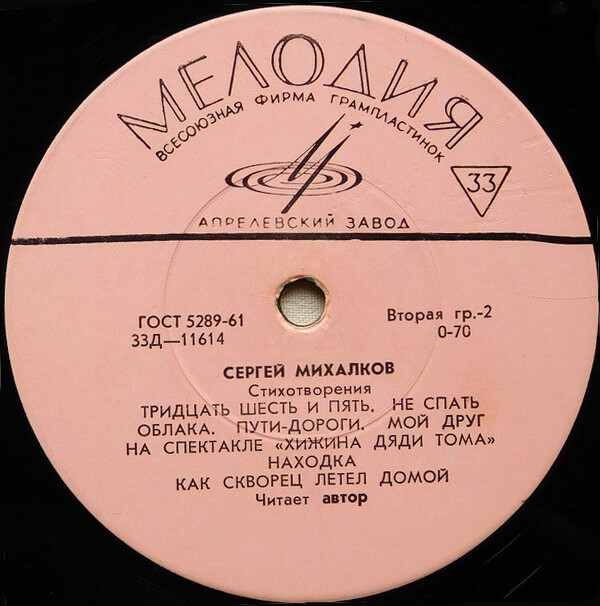 МЕЛОДИЯ
ВСЕСОЮЗНАЯ ФИРМА ГРАМПЛАСТИНОК
33
АПРЕЛЕВСКИЙ ЗАВОД
ГОСТ 5289-61
33Д—11614
Вторая гр.-2
0-70
СЕРГЕЙ МИХАЛКОВ
Стихотворения
ТРИДЦАТЬ ШЕСТЬ И ПЯТЬ. НЕ СПАТЬ
ОБЛАКА. ПУТИ-ДОРОГИ. МОЙ ДРУГ
НА СПЕКТАКЛЕ «ХИЖИНА ДЯДИ ТОМА»
НАХОДКА
КАК СКВОРЕЦ ЛЕТЕЛ ДОМОЙ
Читает автор